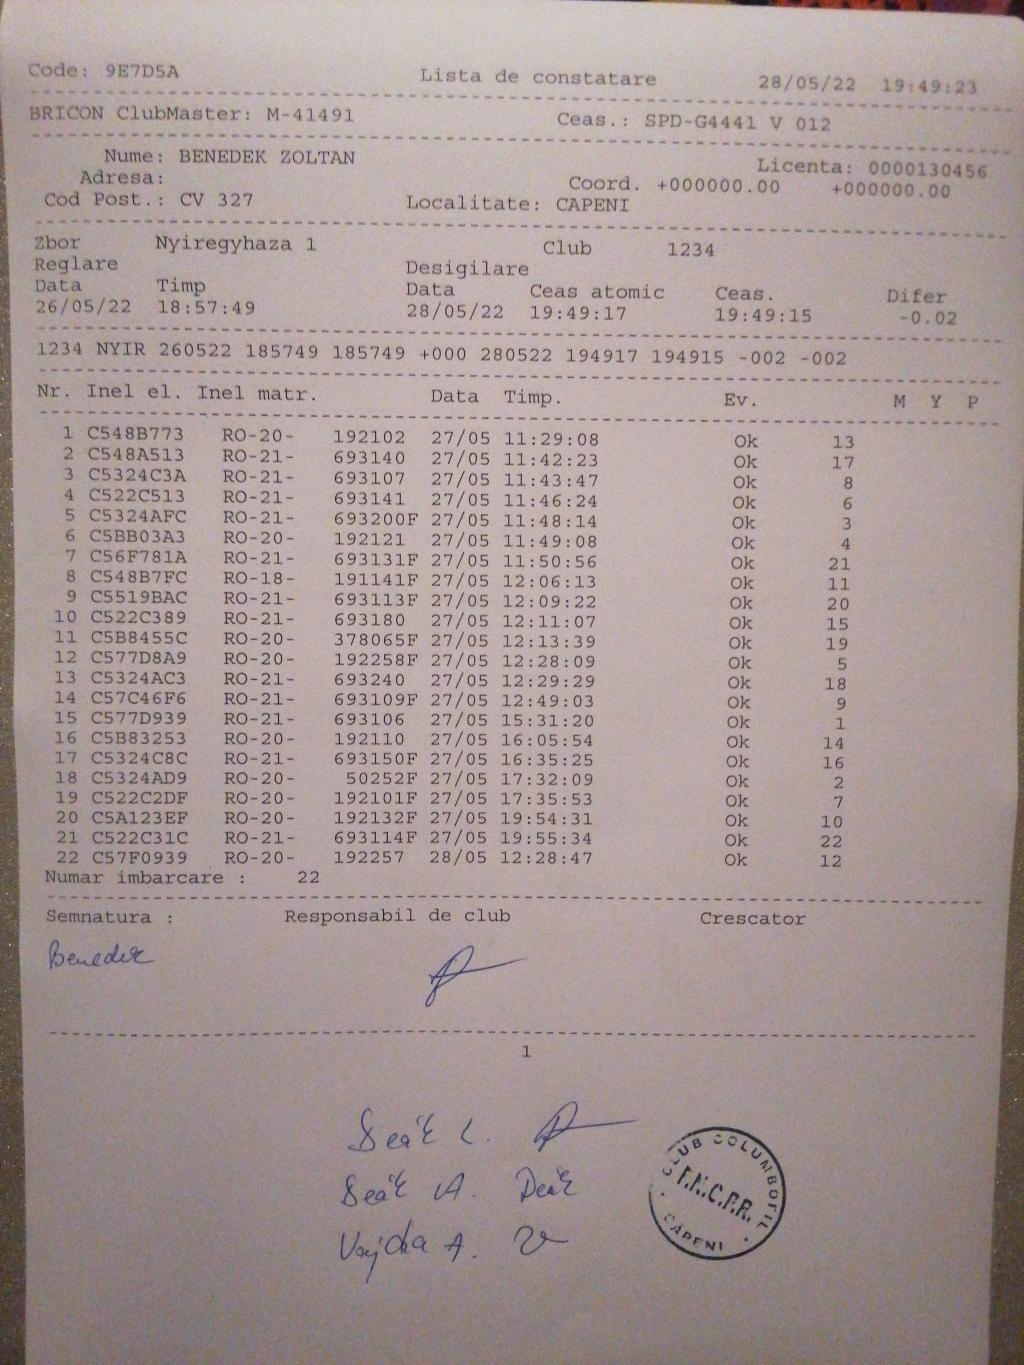 Code: 9E7D5A Lista de constatare 28/05/22 19:49:23
BRICON ClubMaster: M-41491 Ceas.: SPD-G4441 V 012
Nume: BENEDEK ZOLTAN Licenta: 0000130456
Adresa: Coord. +000000.00 +000000.00
Cod Post.: CV 327 Localitate: CAPENI
Zbor Nyiregyhaza 1 Club 1234
Reglare Desigilare
Data Timp Data Ceas atomic Ceas. Difer
26/05/22 18:57:49 28/05/22 19:49:17 19:49:15 -0.02
1234 NYIR 260522 185749 185749 +000 280522 194917 194915 -002 -002
Nr. Inel el. Inel matr. Data Timp. Ev. M Y P
1 C548B773 RO-20- 192102 27/05 11:29:08 Ok 13
2 C548A513 RO-21- 693140 27/05 11:42:23 Ok 17
3 C5324C3A RO-21- 693107 27/05 11:43:47 Ok 8
4 C522C513 RO-21- 693141 27/05 11:46:24 Ok 6
5 C5324AFC RO-21- 693200F 27/05 11:48:14 Ok 3
6 C5BB03A3 RO-20- 192121 27/05 11:49:08 Ok 4
7 C56F781A RO-21- 693131F 27/05 11:50:56 Ok 21
8 C548B7FC RO-18- 191141F 27/05 12:06:13 Ok 11
9 C5519BAC RO-21- 693113F 27/05 12:09:22 Ok 20
10 C522C389 RO-21- 693180 27/05 12:11:07 Ok 15
11 C5B8455C RO-20- 378065F 27/05 12:13:39 Ok 19
12 C577D8A9 RO-20- 192258F 27/05 12:28:09 Ok 5
13 C5324AC3 RO-21- 693240 27/05 12:29:29 Ok 18
14 C57C46F6 RO-21- 693109F 27/05 12:49:03 Ok 9
15 C577D939 RO-21- 693106 27/05 15:31:20 Ok 1
16 C5B83253 RO-20- 192110 27/05 16:05:54 Ok 14
17 C5324C8C RO-21- 693150F 27/05 16:35:25 Ok 16
18 C5324AD9 RO-20- 50252F 27/05 17:32:09 Ok 2
19 C522C2DF RO-20- 192101F 27/05 17:35:53 Ok 7
20 C5A123EF RO-20- 192132F 27/05 19:54:31 Ok 10
21 C522C31C RO-21- 693114F 27/05 19:55:34 Ok 22
22 C57F0939 RO-20- 192257 28/05 12:28:47 Ok 12
Numar imbarcare : 22
Semnatura : Responsabil de club Crescator
Benedek
1
Deák L.
Deák A. Deák
Vajda A.
CLUB COLUMBOFIL
F.N.C.P.R.
CAPENI